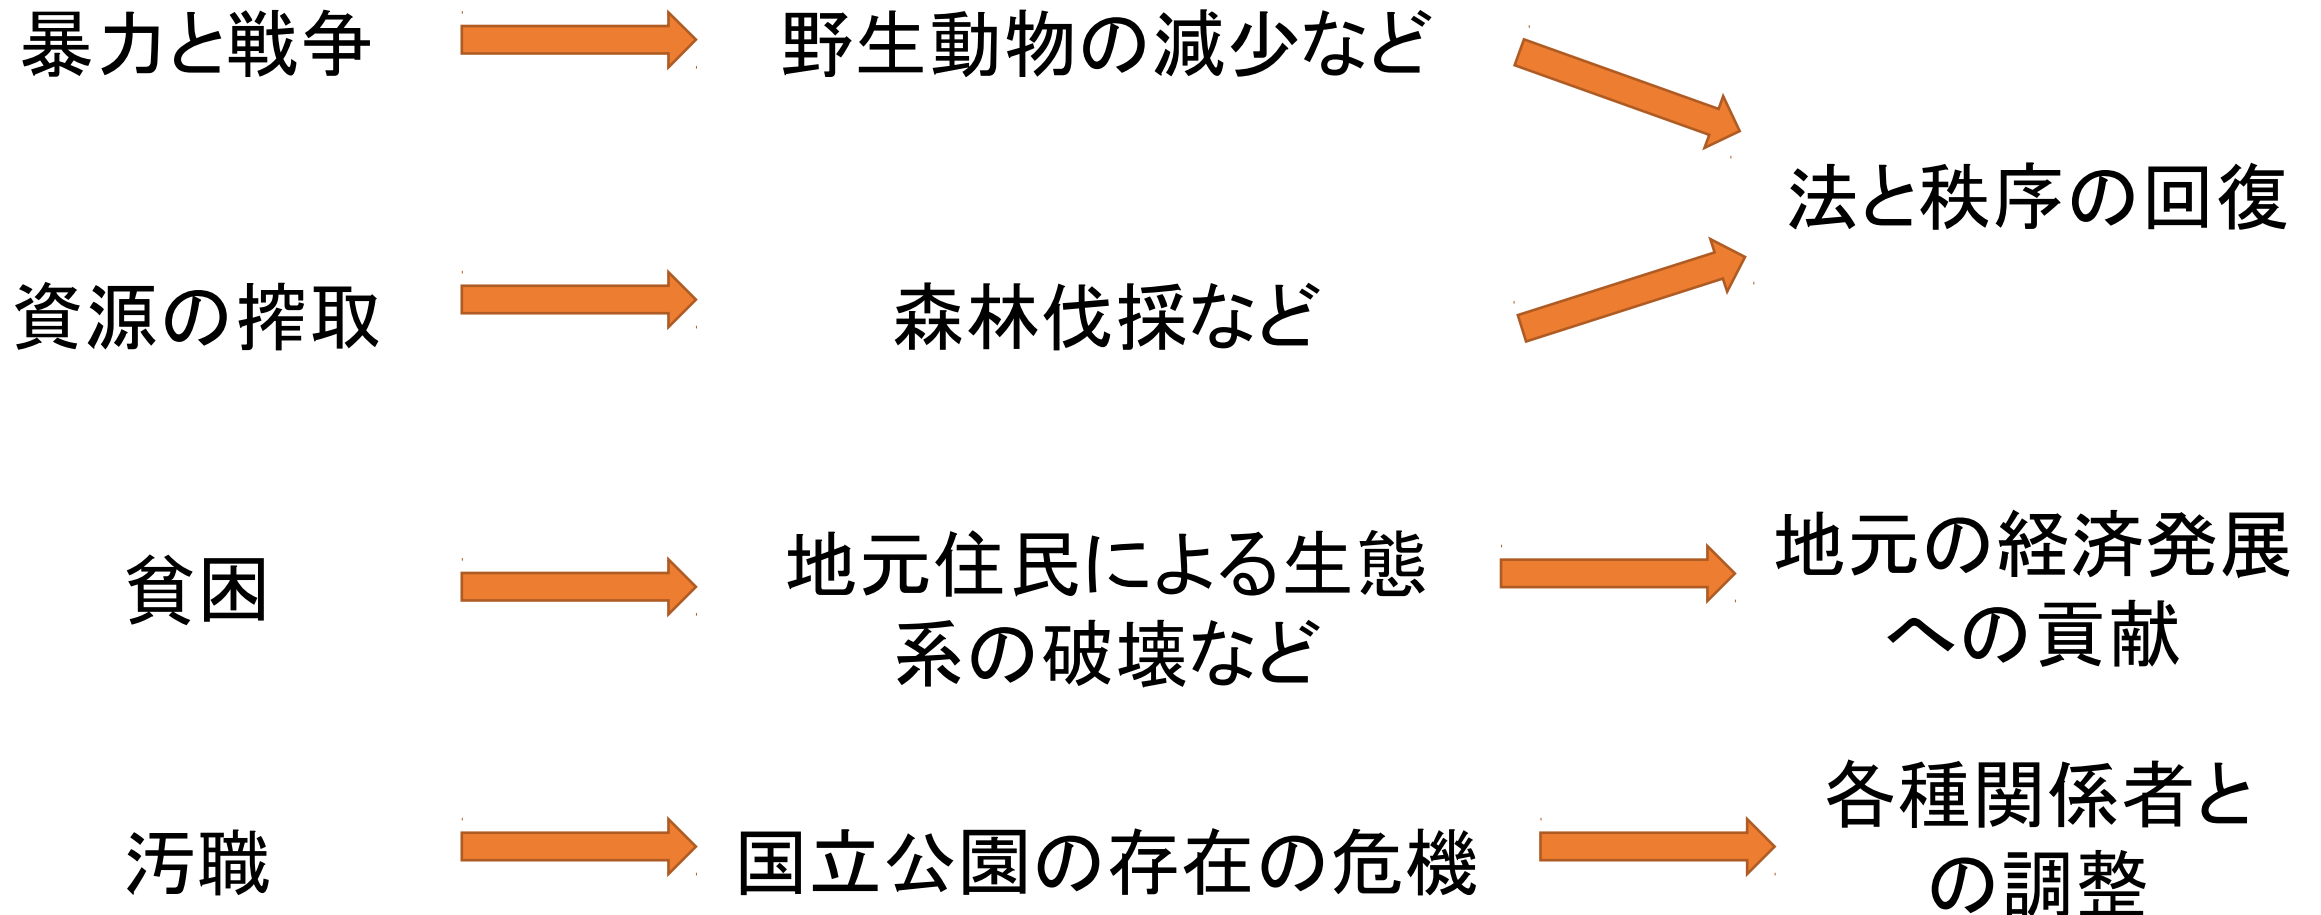 暴力と戦争
野生動物の減少など
法と秩序の回復
資源の搾取
森林伐採など
貧困
地元住民による生態
系の破壊など
地元の経済発展
への貢献
汚職
国立公園の存在の危機
各種関係者と
の調整